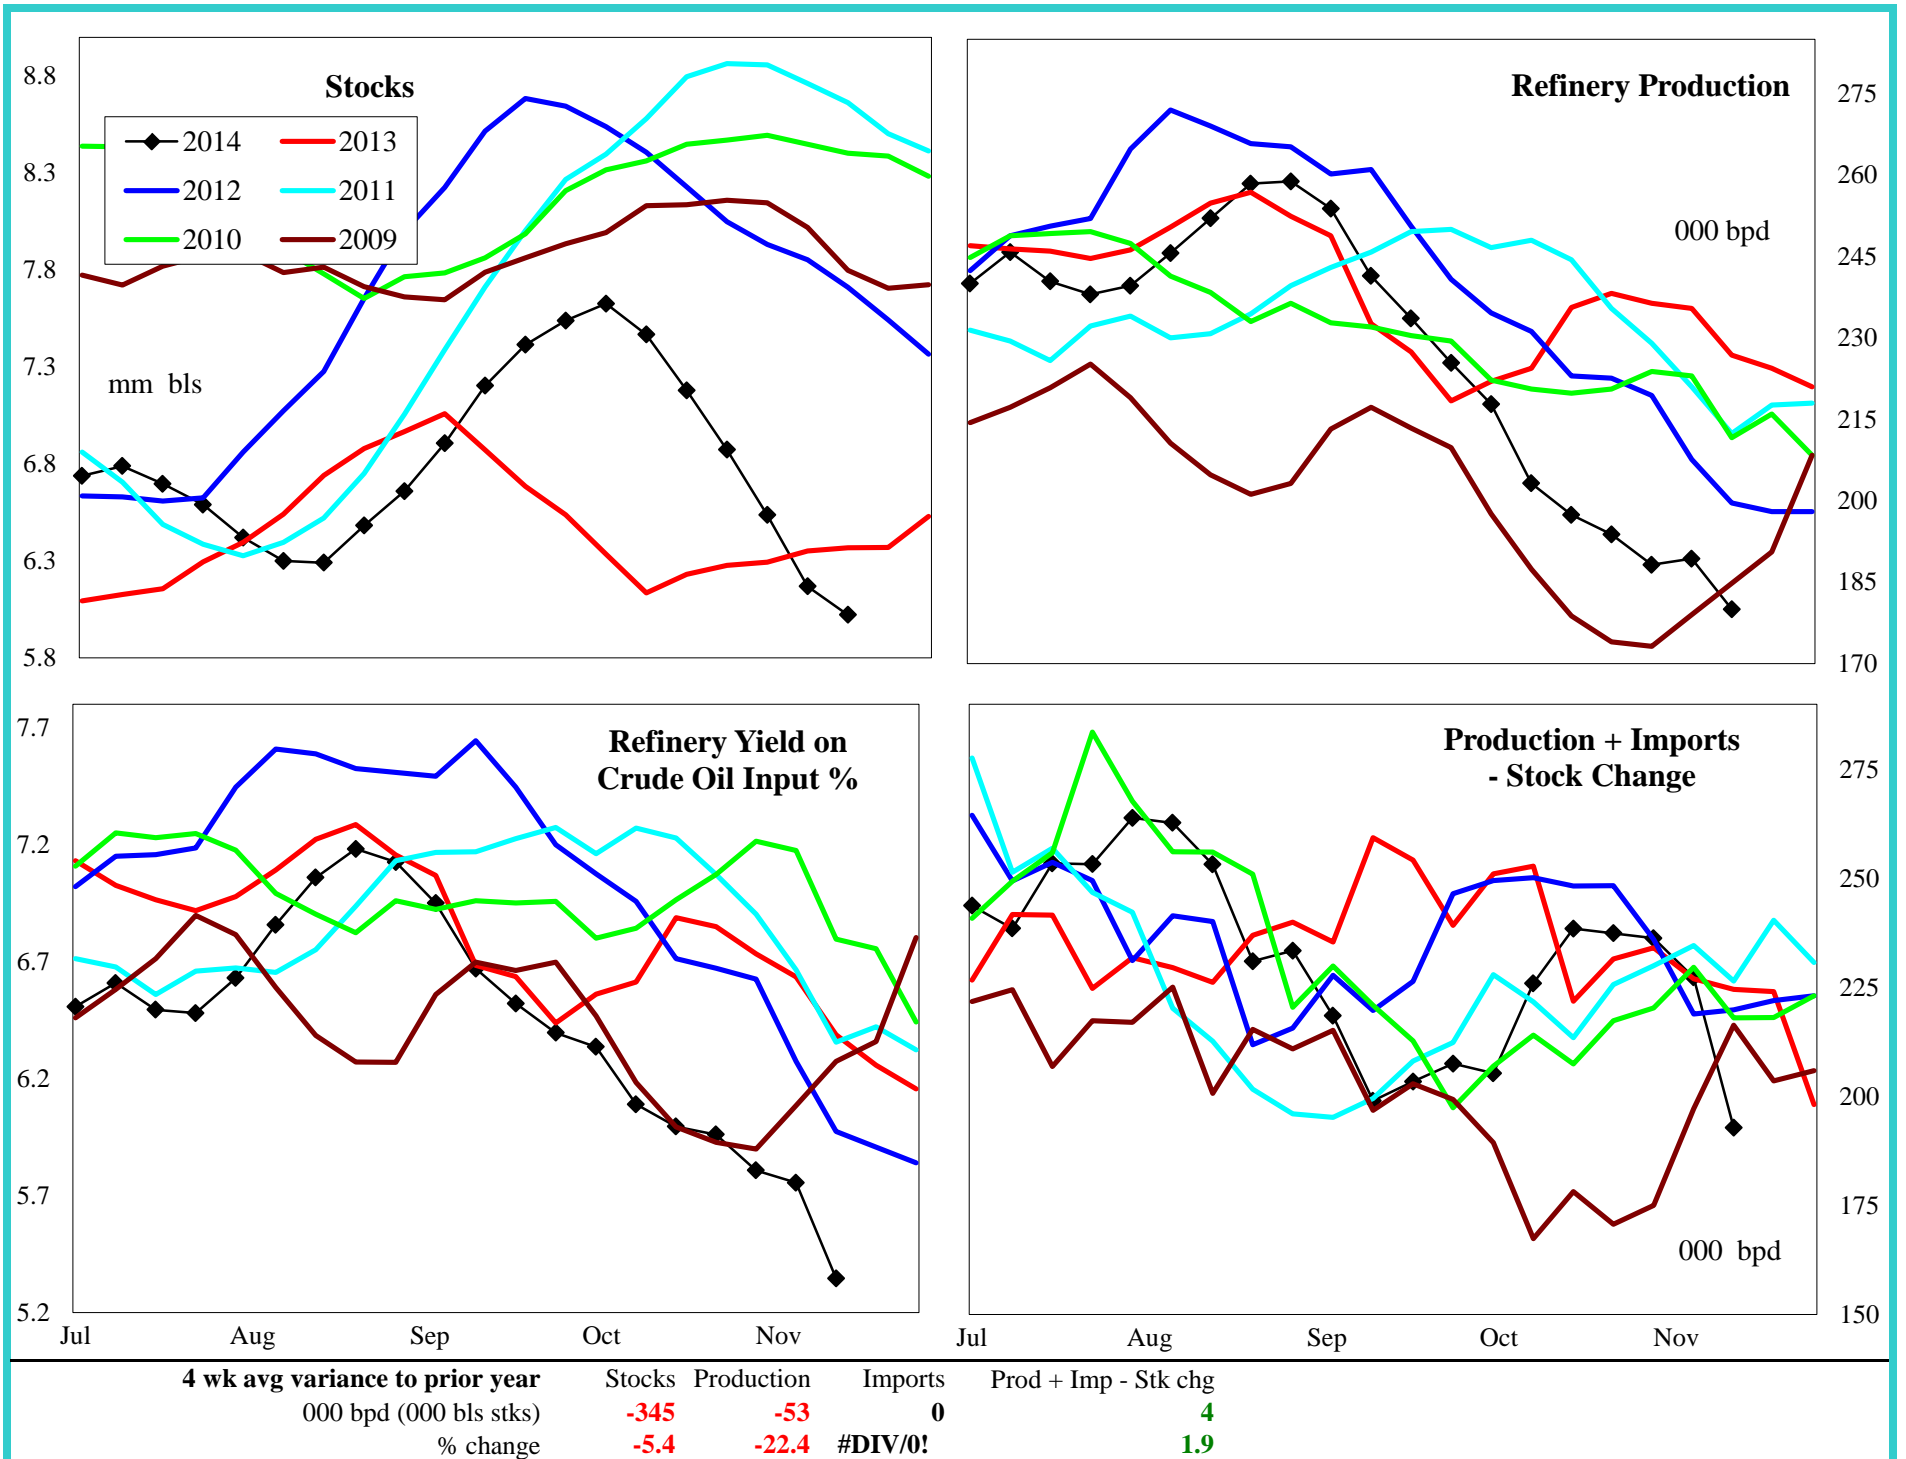 Stocks
8.8
8.3
7.8
7.3
6.8
6.3
5.8
2014 2013
2012 2011
2010 2009
mm bls
Refinery Production
000 bpd
275
260
245
230
215
200
185
170
Refinery Yield on
Crude Oil Input %
7.7
7.2
6.7
6.2
5.7
5.2
Jul Aug Sep Oct Nov
Production + Imports
- Stock Change
275
250
225
200
175
150
000 bpd
Jul Aug Sep Oct Nov
4 wk avg variance to prior year Stocks Production Imports Prod + Imp - Stk chg
000 bpd (000 bls stks) -345 -53 0 4
% change -5.4 -22.4 #DIV/0! 1.9